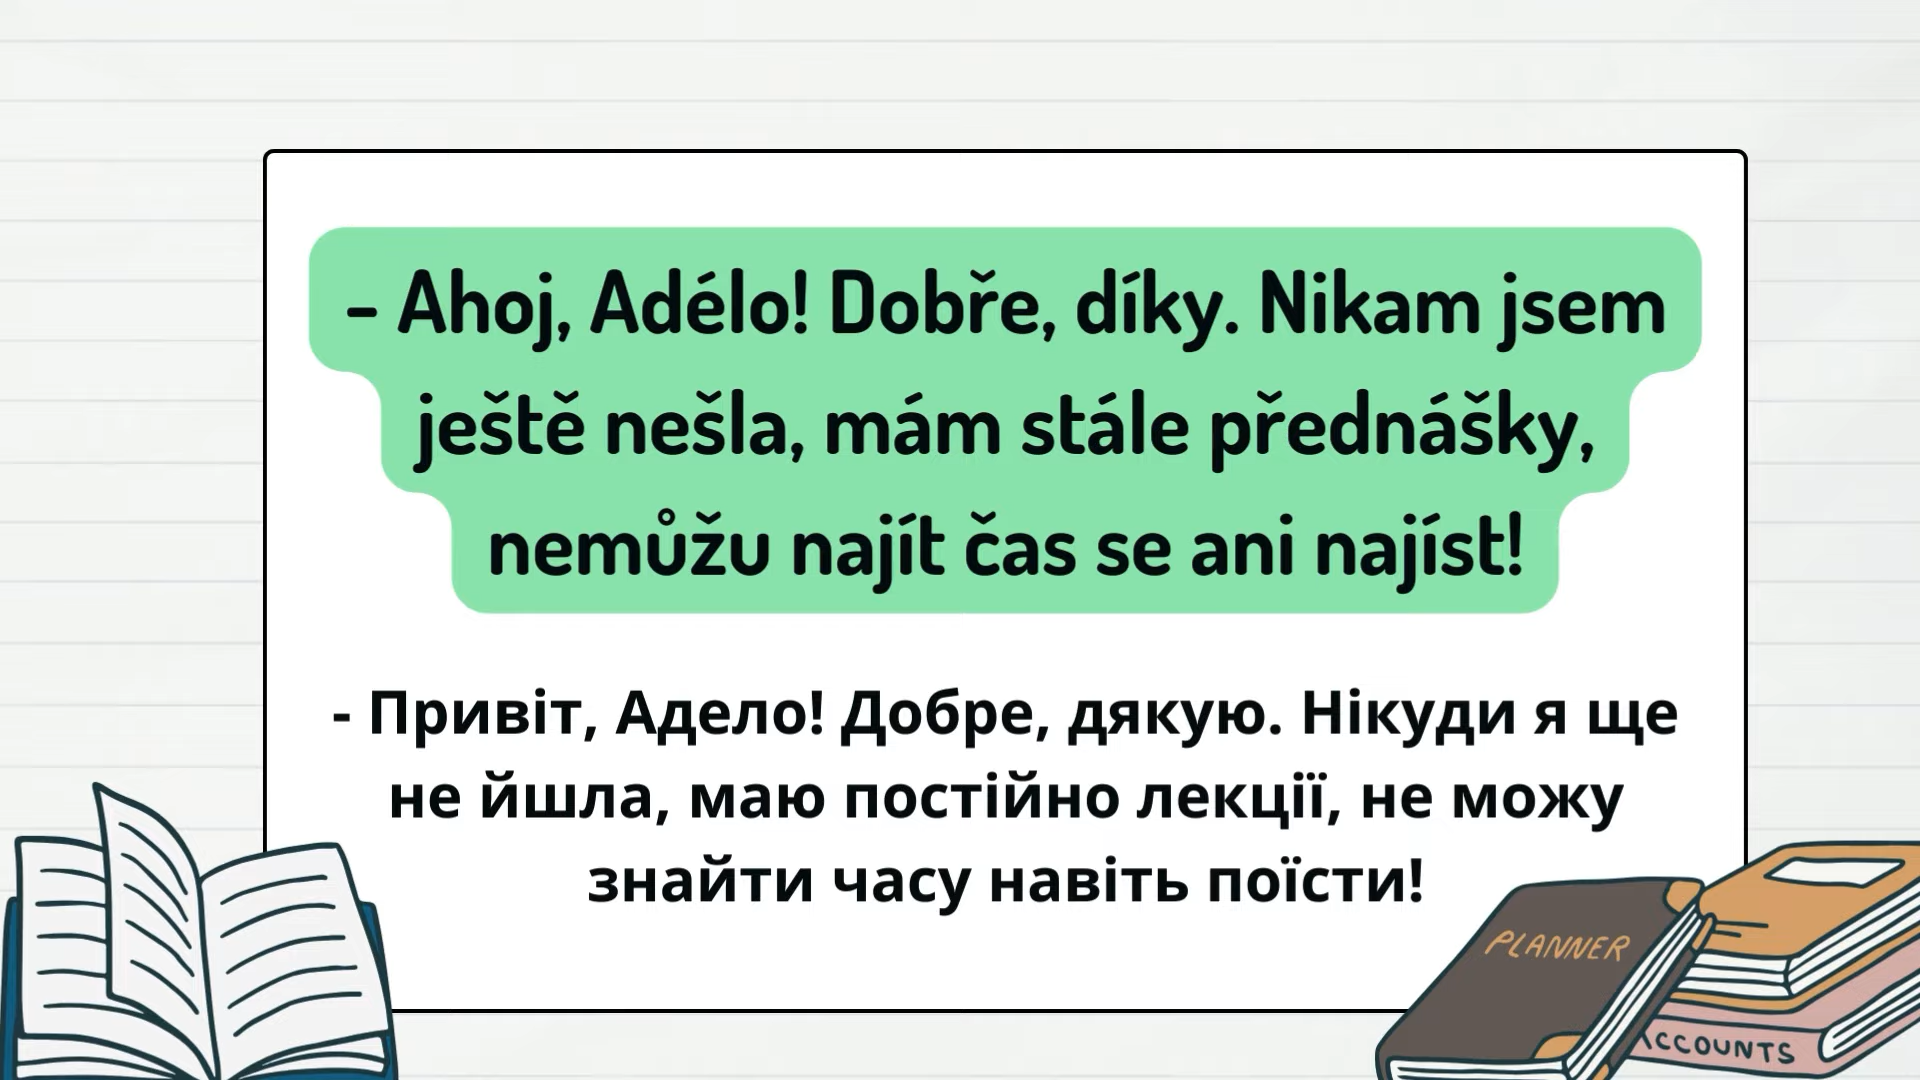 - Ahoj, Adélo! Dobře, díky. Nikam jsem
ještě nešla, mám stále přednášky,
nemůžu najít čas se ani najíst!
- Привіт, Адело! Добре, дякую. Нікуди я ще
не йшла, маю постійно лекції, не можу
знайти часу навіть поїсти!
PLANNER
ACCOUNTS